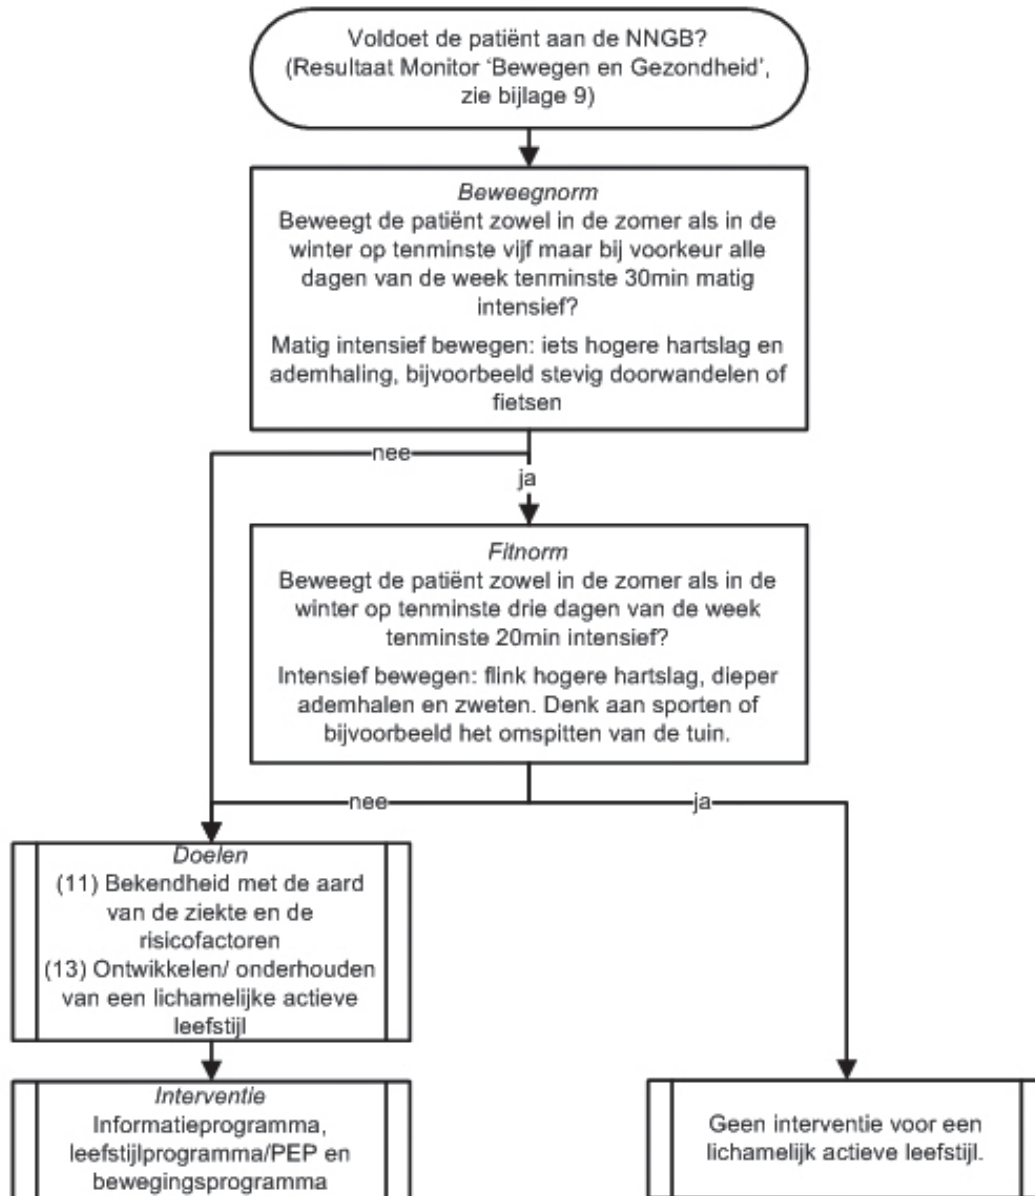 Voldoet de patiënt aan de NNGB?
(Resultaat Monitor ‘Bewegen en Gezondheid’,
zie bijlage 9)
Beweegnorm
Beweegt de patiënt zowel in de zomer als in de
winter op tenminste vijf maar bij voorkeur alle
dagen van de week tenminste 30min matig
intensief?
Matig intensief bewegen: iets hogere hartslag en
ademhaling, bijvoorbeeld stevig doorwandelen of
fietsen
nee
ja
Fitnorm
Beweegt de patiënt zowel in de zomer als in de
winter op tenminste drie dagen van de week
tenminste 20min intensief?
Intensief bewegen: flink hogere hartslag, dieper
ademhalen en zweten. Denk aan sporten of
bijvoorbeeld het omspitten van de tuin.
nee
ja
Doelen
(11) Bekendheid met de aard
van de ziekte en de
risicofactoren
(13) Ontwikkelen/ onderhouden
van een lichamelijke actieve
leefstijl
Interventie
Informatieprogramma,
leefstijlprogramma/PEP en
bewegingsprogramma
Geen interventie voor een
lichamelijk actieve leefstijl.